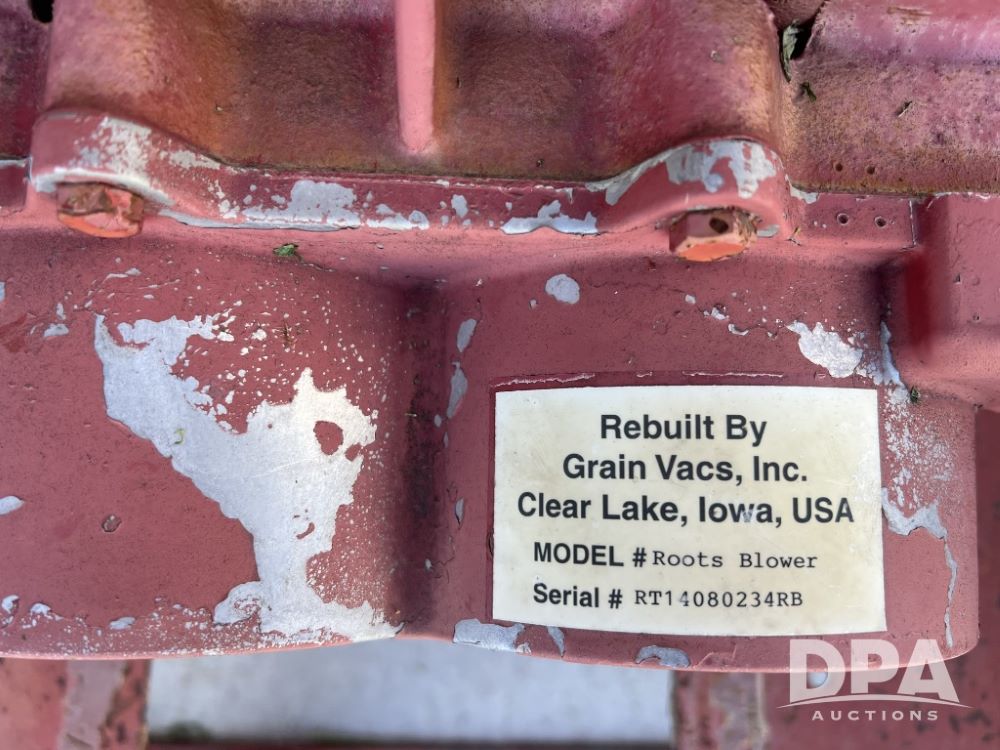 Rebuilt By
Grain Vacs, Inc.
Clear Lake, Iowa, USA
MODEL # Roots Blower
Serial # RT14080234RB
DPA
AUCTIONS